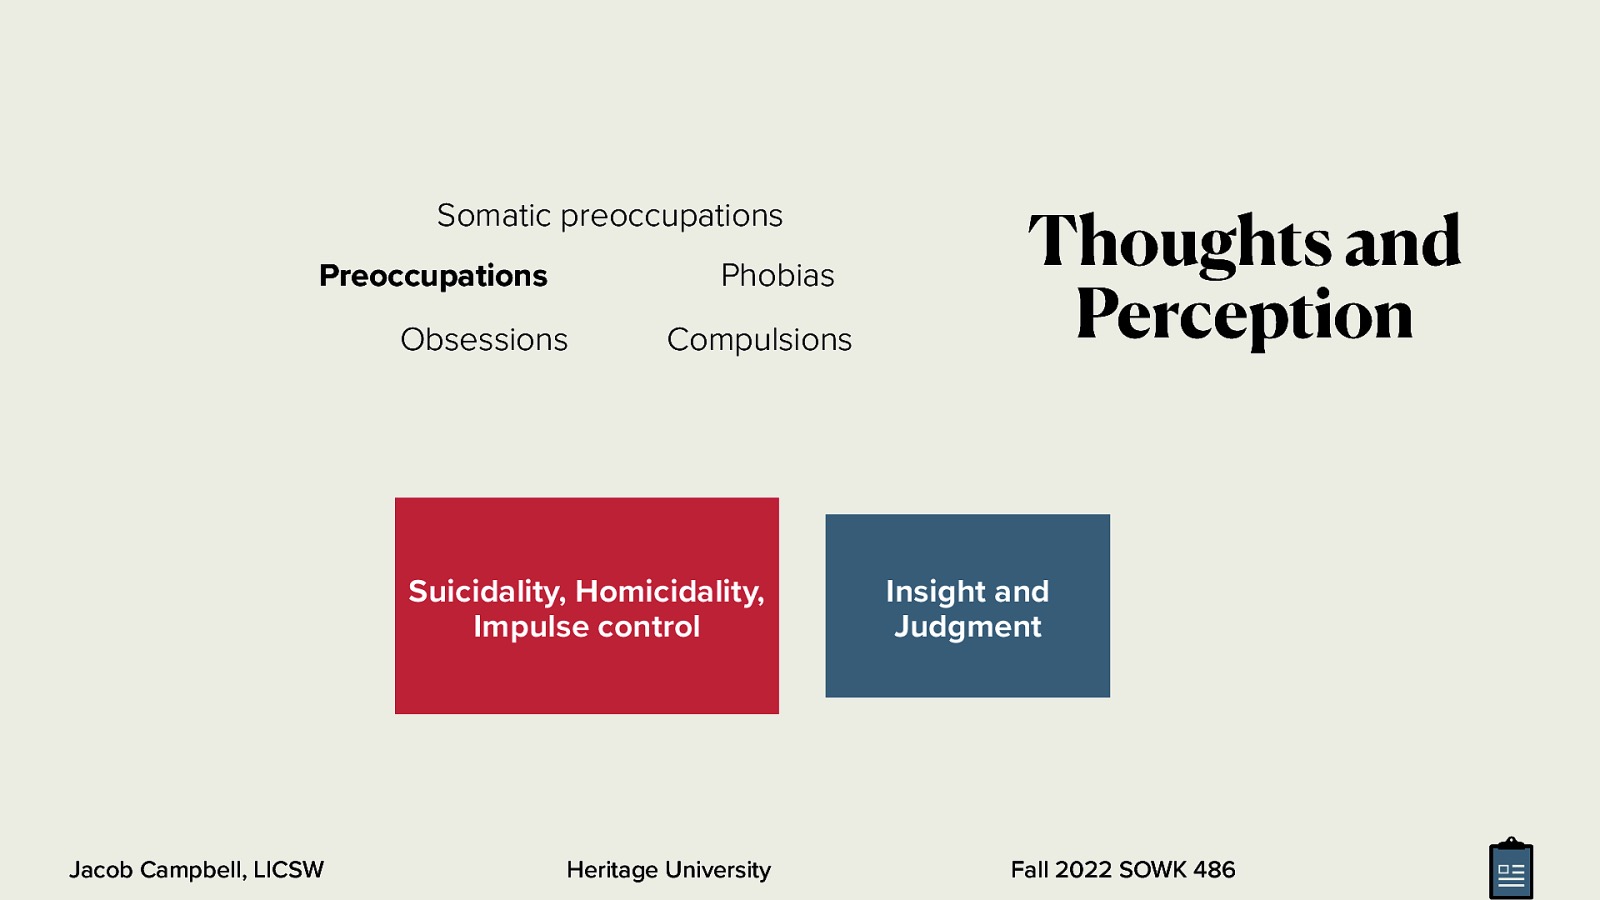 Somatic preoccupations
Preoccupations
Phobias
Obsessions
Compulsions
Thoughts and
Perception
Suicidality, Homicidality,
Impulse control
Insight and
Judgment
Jacob Campbell, LICSW
Heritage University
Fall 2022 SOWK 486